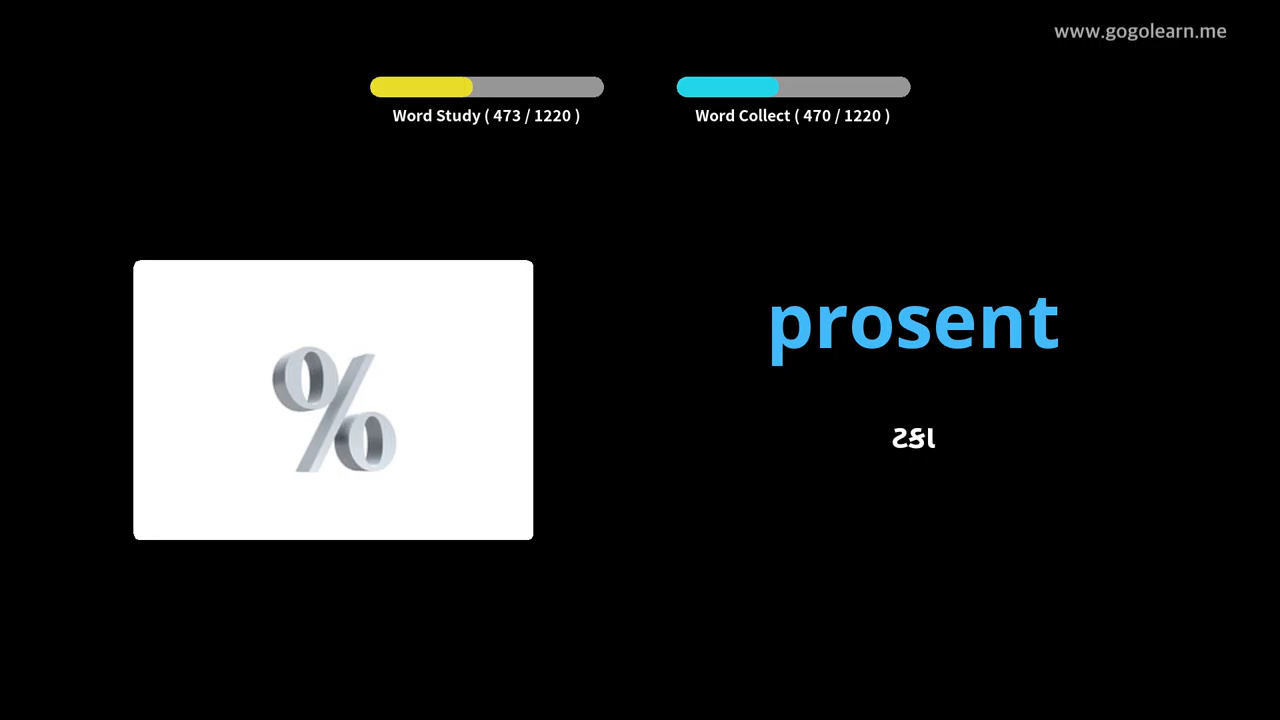 www.gogolearn.me
Word Study ( 473 / 1220 )
Word Collect ( 470 / 1220 )
%
prosent
ટકા